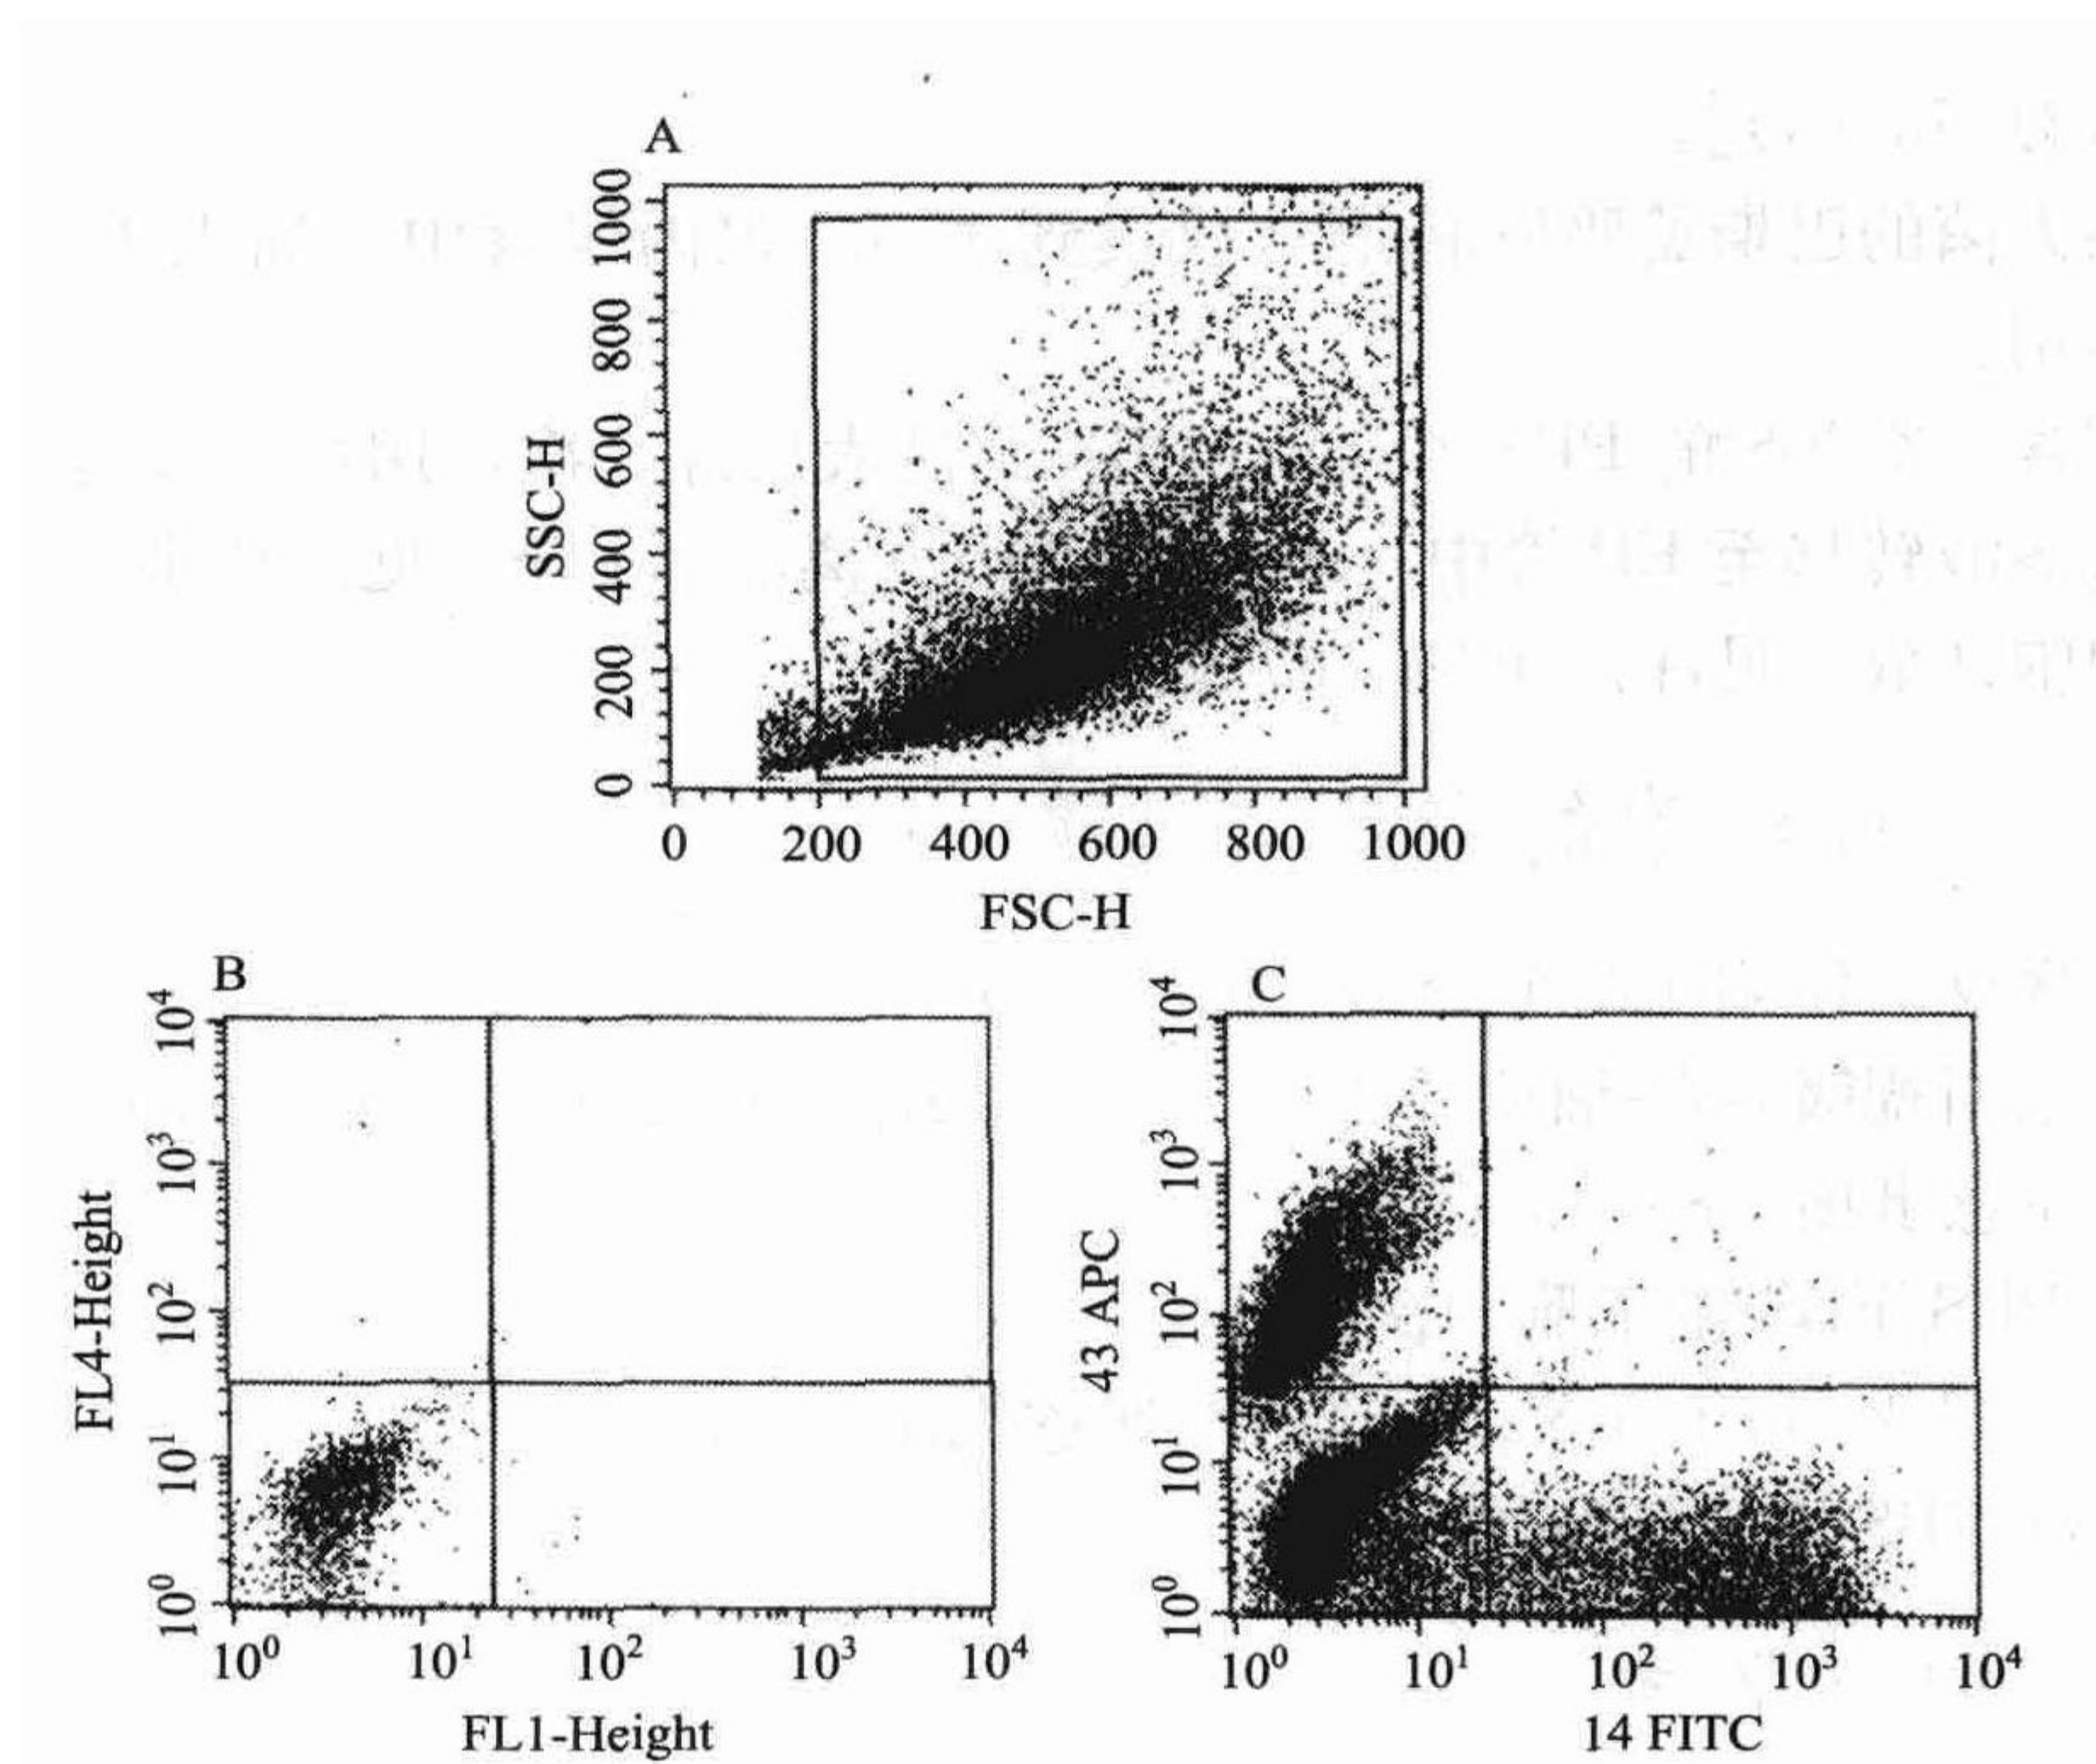 A
1000
800
600
400
200
0
SSC-H
0 200 400 600 800 1000
FSC-H
B
10⁴
10³
10²
10¹
10⁰
FL4-Height
10⁰ 10¹ 10² 10³ 10⁴
FL1-Height
C
10⁴
10³
10²
10¹
10⁰
43 APC
10⁰ 10¹ 10² 10³ 10⁴
14 FITC